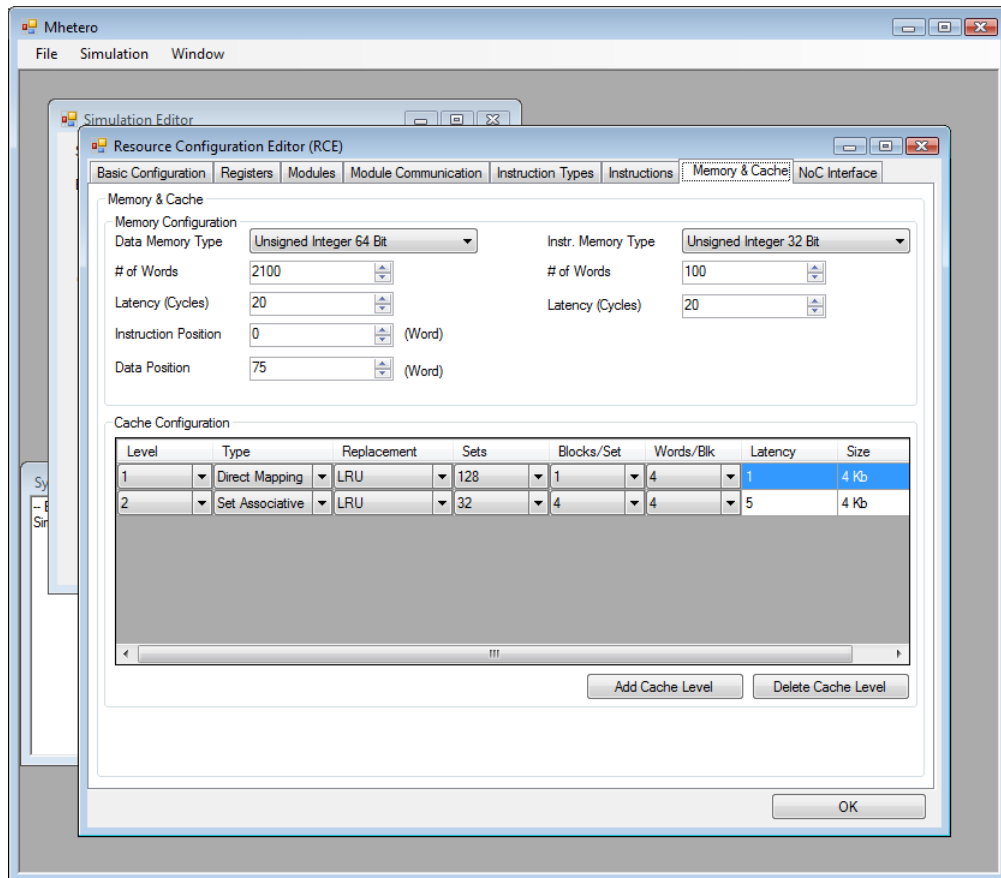 Mhetero
File Simulation Window
Simulation Editor
Resource Configuration Editor (RCE)
Basic Configuration Registers Modules Module Communication Instruction Types Instructions Memory & Cache NoC Interface
Memory & Cache
Memory Configuration
Data Memory Type Unsigned Integer 64 Bit Instr. Memory Type Unsigned Integer 32 Bit
# of Words 2100 # of Words 100
Latency (Cycles) 20 Latency (Cycles) 20
Instruction Position 0 (Word)
Data Position 75 (Word)
Cache Configuration
Level Type Replacement Sets Blocks/Set Words/Blk Latency Size
1 Direct Mapping LRU 128 1 4 1 4 Kb
2 Set Associative LRU 32 4 4 5 4 Kb
Add Cache Level Delete Cache Level
OK